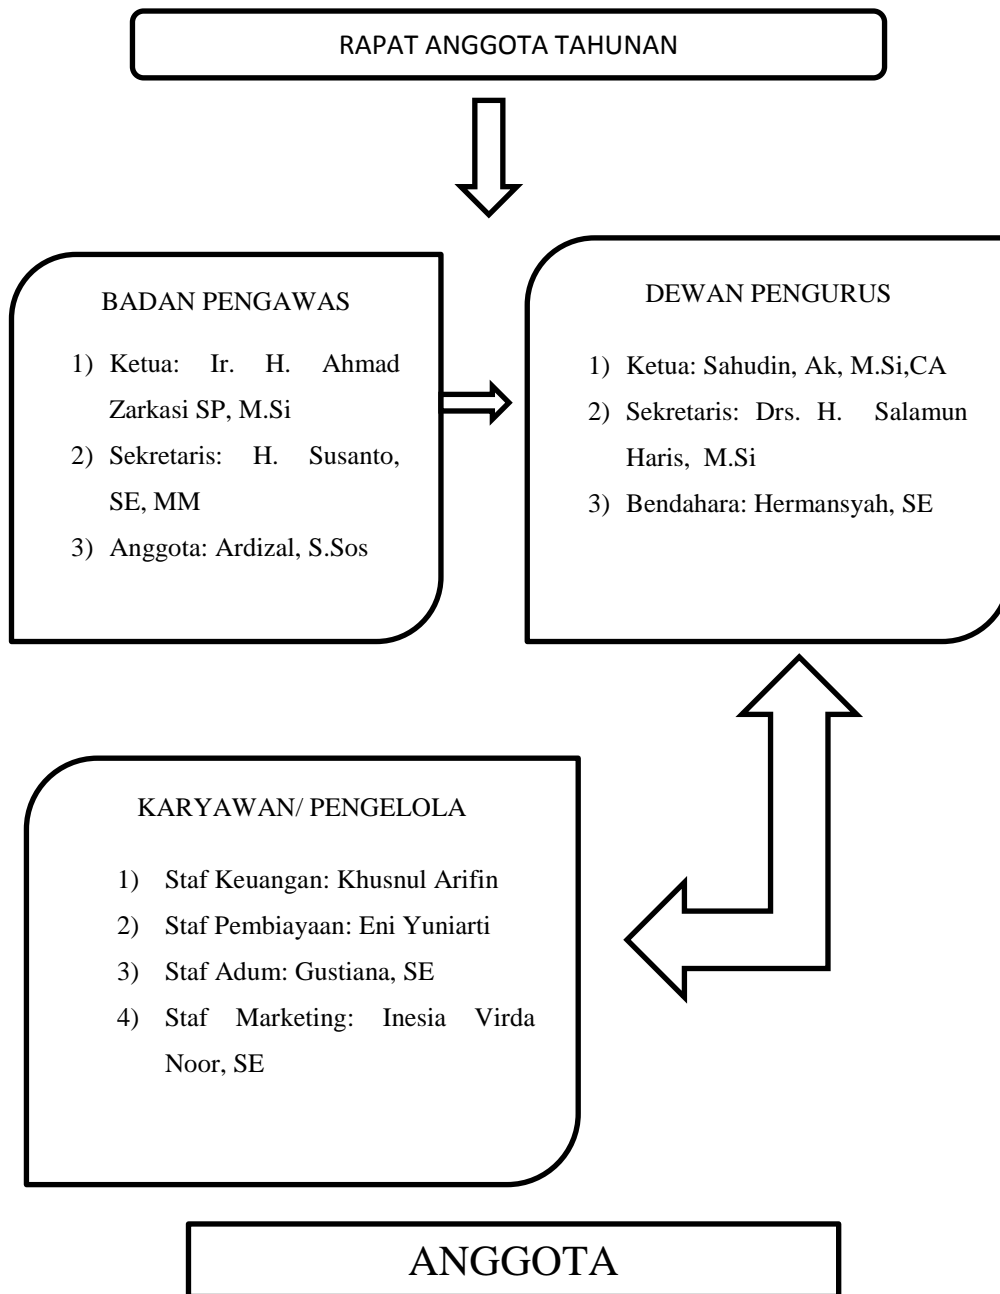 RAPAT ANGGOTA TAHUNAN
BADAN PENGAWAS
1) Ketua: Ir. H. Ahmad
Zarkasi SP, M.Si
2) Sekretaris: H. Susanto,
SE, MM
3) Anggota: Ardizal, S.Sos
DEWAN PENGURUS
1) Ketua: Sahudin, Ak, M.Si,CA
2) Sekretaris: Drs. H. Salamun
Haris, M.Si
3) Bendahara: Hermansyah, SE
KARYAWAN/ PENGELOLA
1) Staf Keuangan: Khusnul Arifin
2) Staf Pembiayaan: Eni Yuniarti
3) Staf Adum: Gustiana, SE
4) Staf Marketing: Inesia Virda
Noor, SE
ANGGOTA